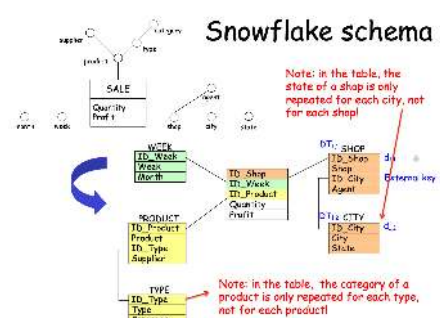 Snowflake schema
supplier
category
type
product
SALE
Quantity
Profit
agent
month
week
shop
city
state
Note: in the table, the
state of a shop is only
repeated for each city, not
for each shop!
WEEK
ID_Week
Week
Month
ID_Shop
ID_Week
ID_Product
Quantity
Profit
SHOP
ID_Shop
Shop
ID_City
Agent
External key
CITY
ID_City
City
State
PRODUCT
ID_Product
Product
ID_Type
Supplier
TYPE
ID_Type
Type
Note: in the table, the category of a
product is only repeated for each type,
not for each product!